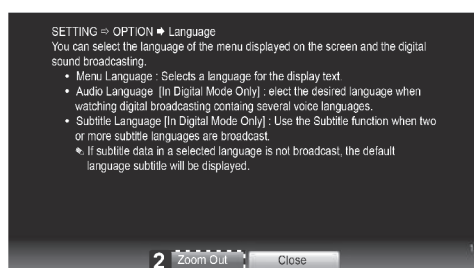 SETTING ⇨ OPTION ➡ Language
You can select the language of the menu displayed on the screen and the digital
sound broadcasting.
• Menu Language : Selects a language for the display text.
• Audio Language [In Digital Mode Only] : elect the desired language when
watching digital broadcasting containg several voice languages.
• Subtitle Language [In Digital Mode Only] : Use the Subtitle function when two
or more subtitle languages are broadcast.
✎ If subtitle data in a selected language is not broadcast, the default
language subtitle will be displayed.
1
2 Zoom Out Close